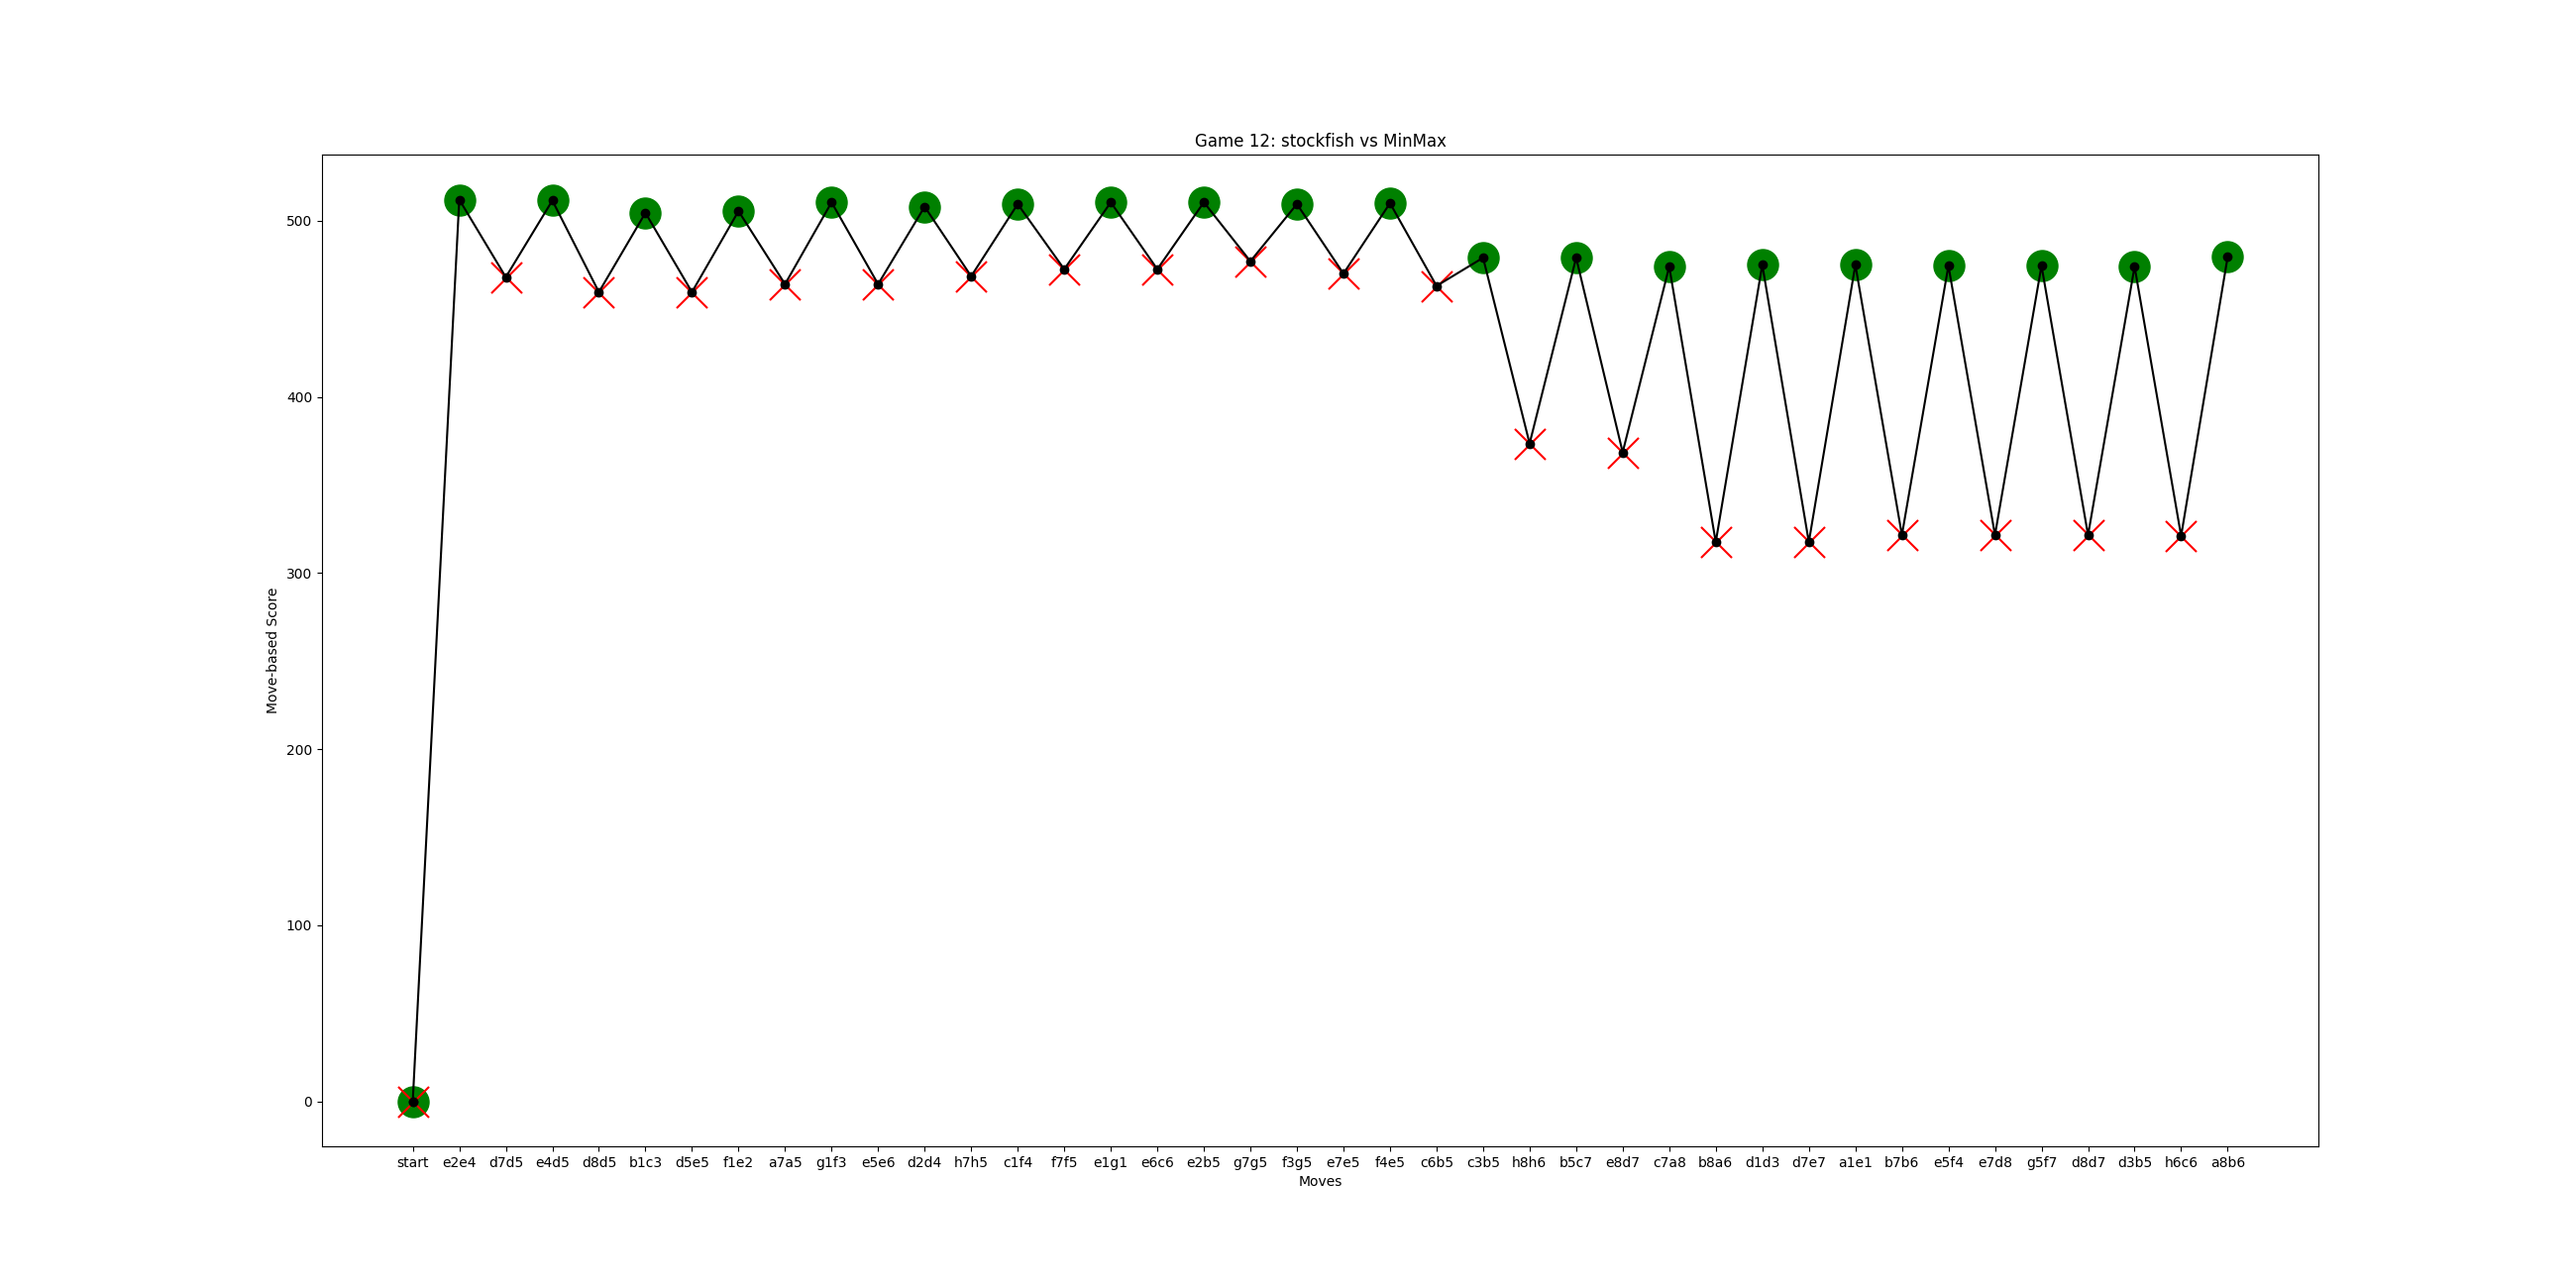 Game 12: stockfish vs MinMax
Move-based Score
500
400
300
200
100
0
start e2e4 d7d5 e4d5 d8d5 b1c3 d5e5 f1e2 a7a5 g1f3 e5e6 d2d4 h7h5 c1f4 f7f5 e1g1 e6c6 e2b5 g7g5 f3g5 e7e5 f4e5 c6b5 c3b5 h8h6 b5c7 e8d7 c7a8 b8a6 d1d3 d7e7 a1e1 b7b6 e5f4 e7d8 g5f7 d8d7 d3b5 h6c6 a8b6
Moves